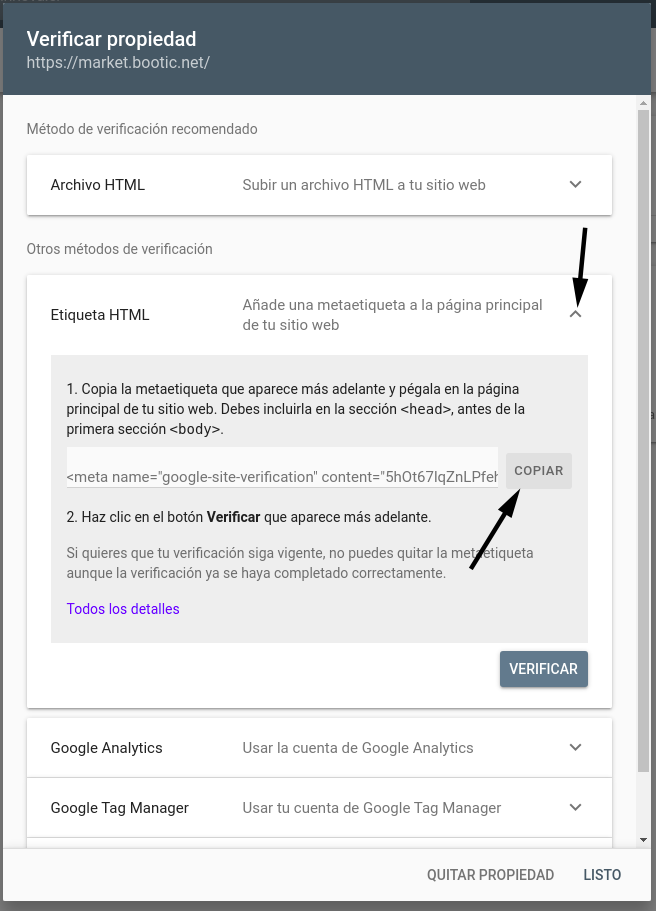 Verificar propiedad
https://market.bootic.net/
Método de verificación recomendado
Archivo HTML
Subir un archivo HTML a tu sitio web
Otros métodos de verificación
Etiqueta HTML
Añade una metaetiqueta a la página principal
de tu sitio web
1. Copia la metaetiqueta que aparece más adelante y pégala en la página
principal de tu sitio web. Debes incluirla en la sección <head>, antes de la
primera sección <body>.
<meta name="google-site-verification" content="5hOt67lqZnLPfeh
COPIAR
2. Haz clic en el botón Verificar que aparece más adelante.
Si quieres que tu verificación siga vigente, no puedes quitar la metaetiqueta
aunque la verificación ya se haya completado correctamente.
Todos los detalles
VERIFICAR
Google Analytics
Usar la cuenta de Google Analytics
Google Tag Manager
Usar tu cuenta de Google Tag Manager
QUITAR PROPIEDAD
LISTO